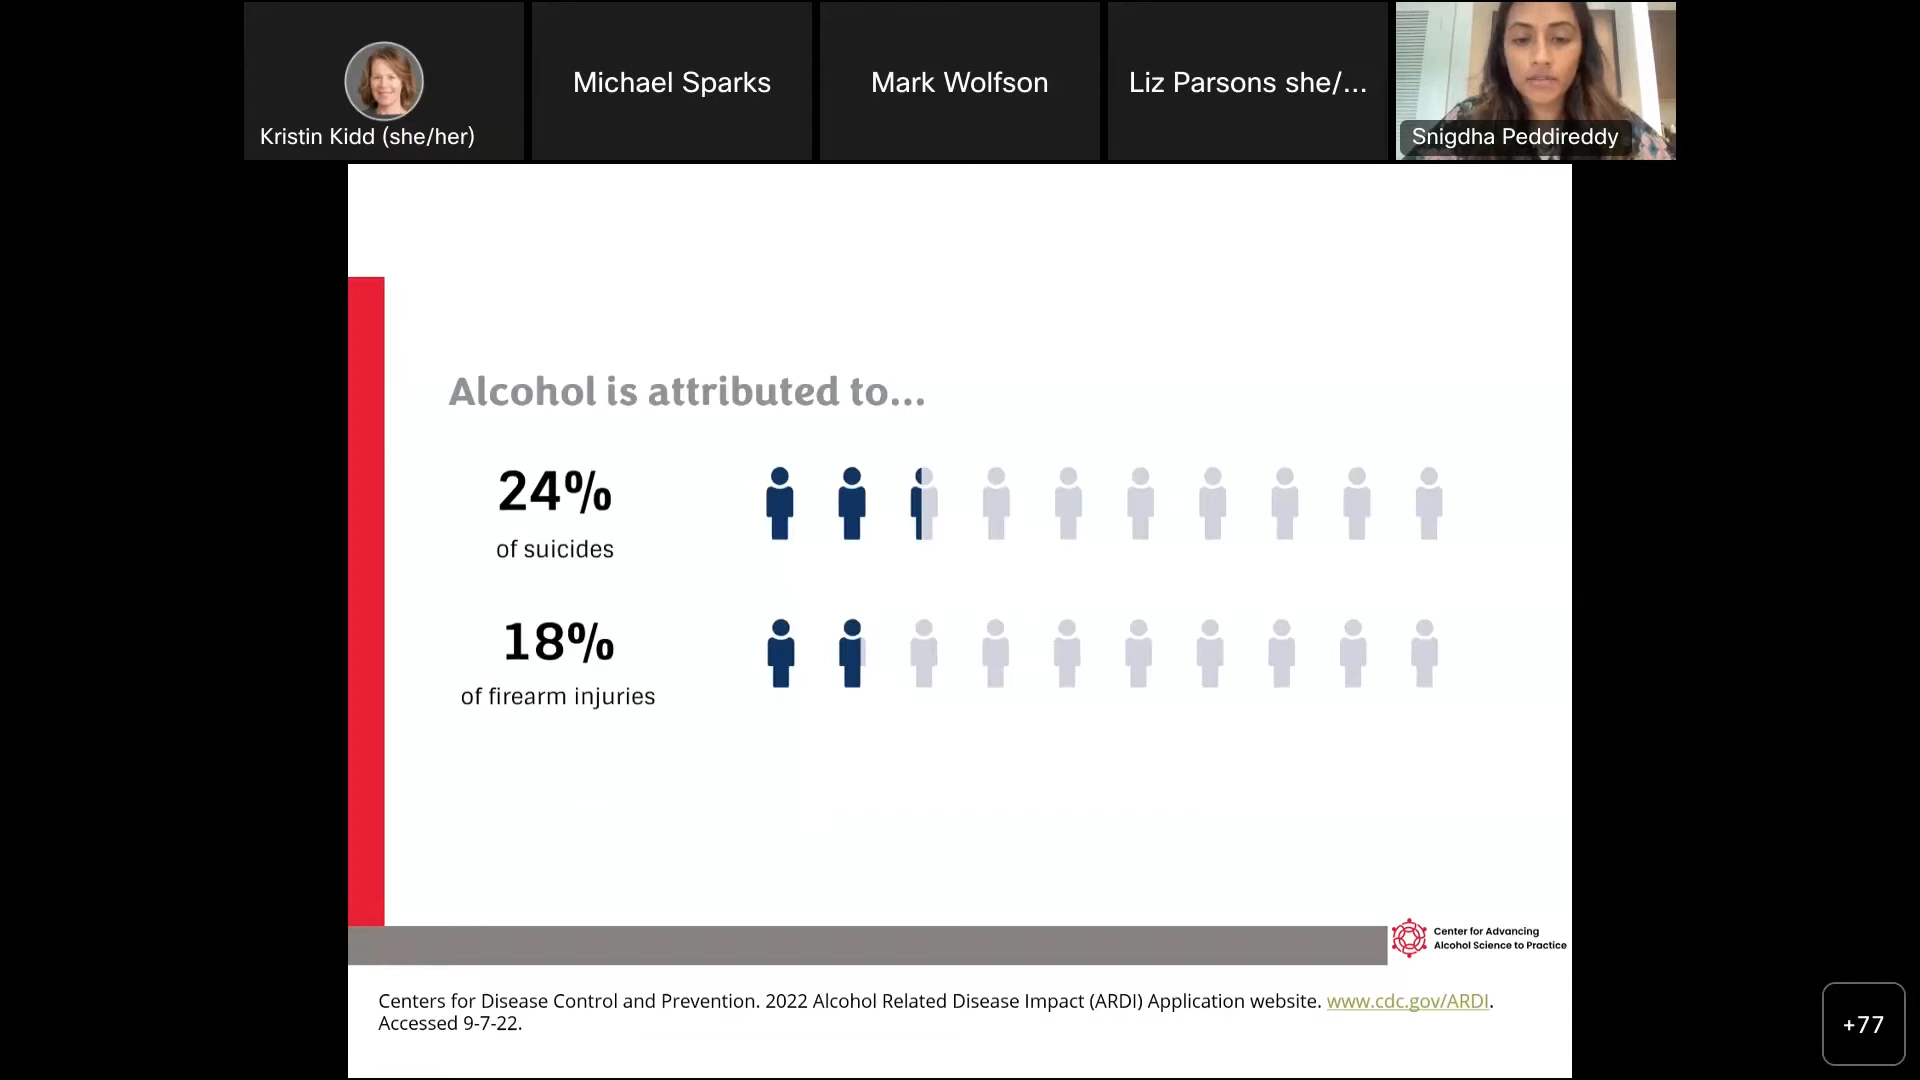 Kristin Kidd (she/her)
Michael Sparks
Mark Wolfson
Liz Parsons she/...
Snigdha Peddireddy
Alcohol is attributed to...
24%
of suicides
18%
of firearm injuries
Center for Advancing
Alcohol Science to Practice
Centers for Disease Control and Prevention. 2022 Alcohol Related Disease Impact (ARDI) Application website. www.cdc.gov/ARDI.
Accessed 9-7-22.
+77